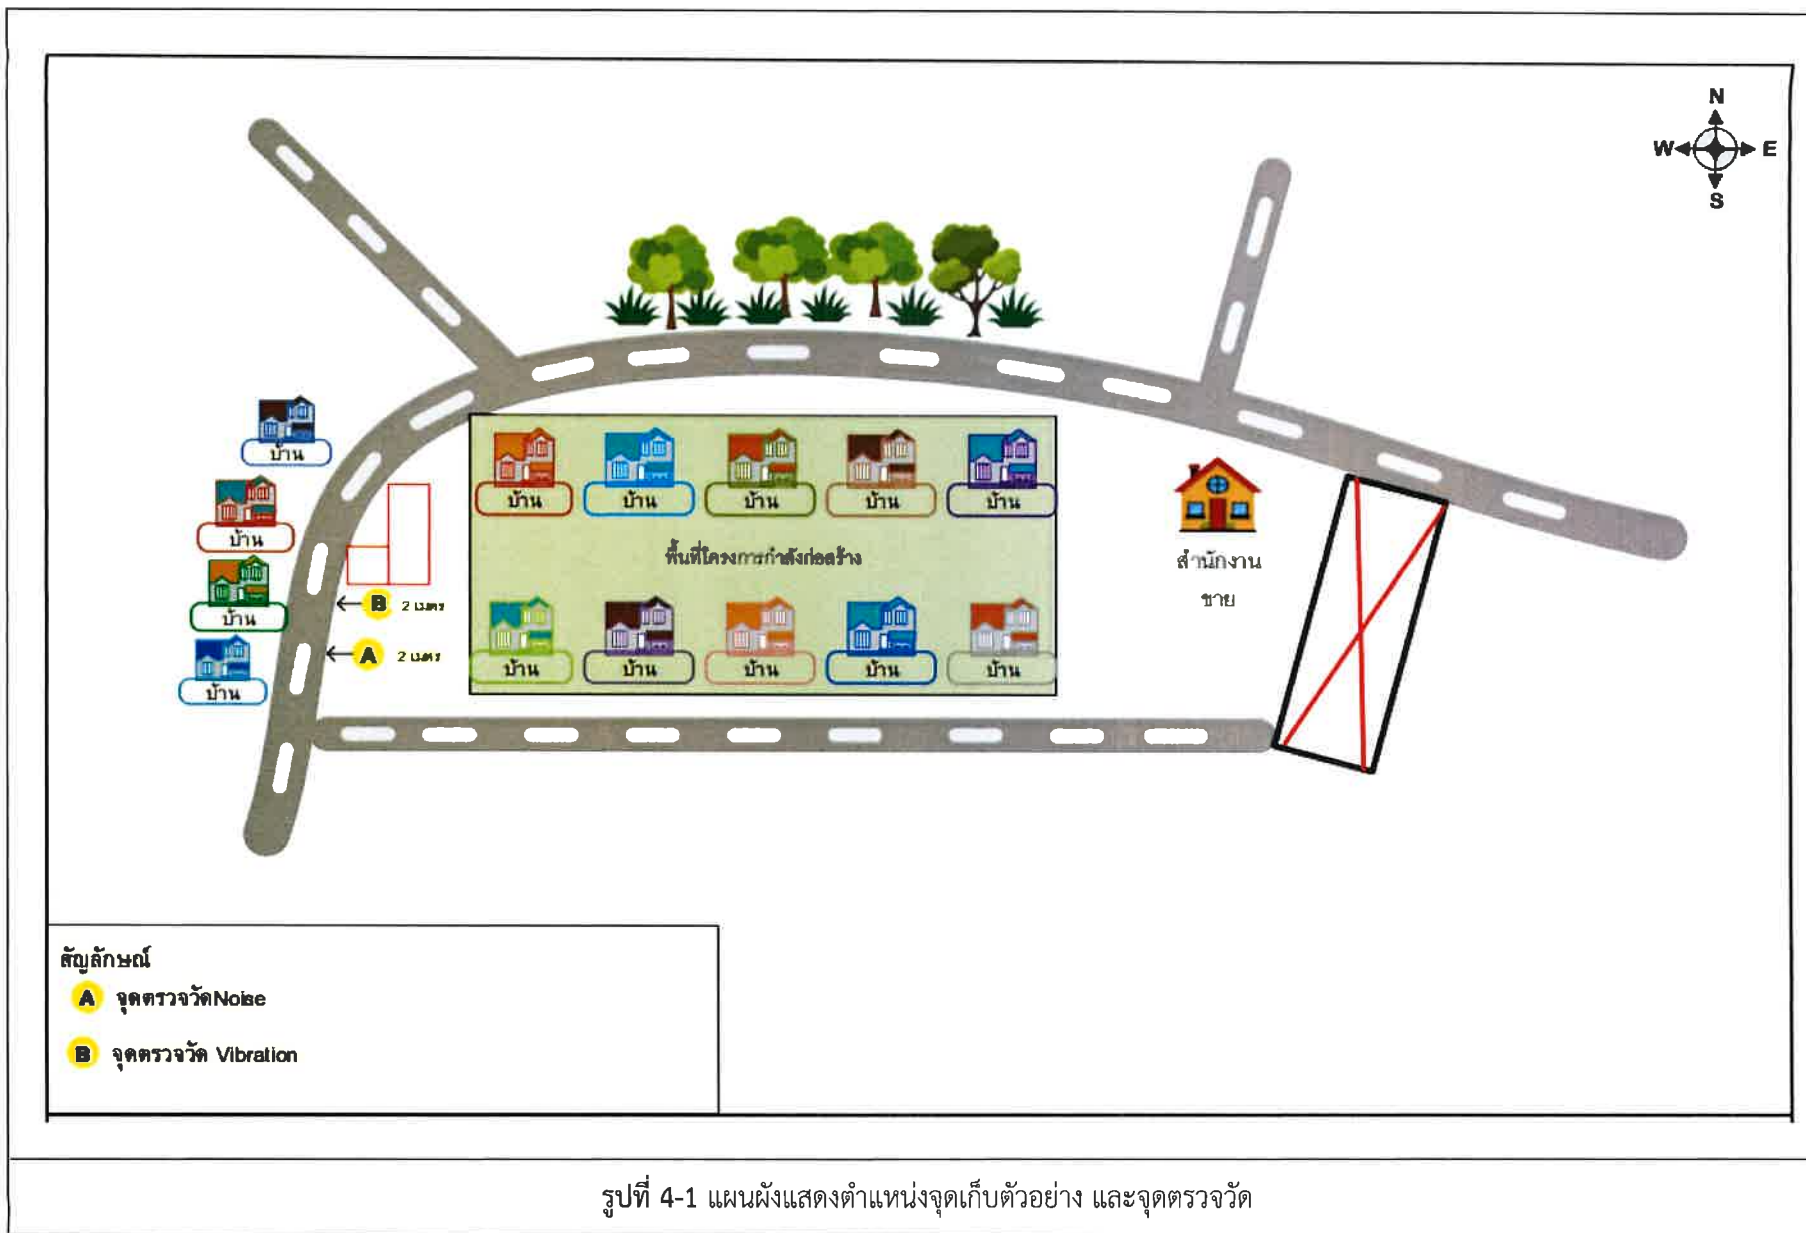 N
W E
S
บ้าน
บ้าน
บ้าน
บ้าน
บ้าน บ้าน บ้าน บ้าน บ้าน
พื้นที่โครงการกำลังก่อสร้าง
B 2 เมตร
A 2 เมตร
บ้าน บ้าน บ้าน บ้าน บ้าน
สำนักงาน
ขาย
สัญลักษณ์
A จุดตรวจวัดNoise
B จุดตรวจวัด Vibration
รูปที่ 4-1 แผนผังแสดงตำแหน่งจุดเก็บตัวอย่าง และจุดตรวจวัด